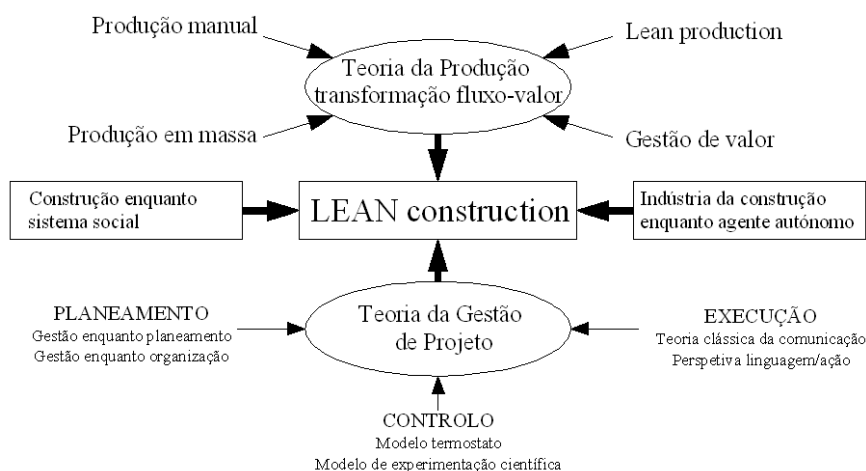 Produção manual
Lean production
Teoria da Produção
transformação fluxo-valor
Produção em massa
Gestão de valor
Construção enquanto
sistema social
LEAN construction
Indústria da construção
enquanto agente autónomo
PLANEAMENTO
Gestão enquanto planeamento
Gestão enquanto organização
Teoria da Gestão
de Projeto
EXECUÇÃO
Teoria clássica da comunicação
Perspetiva linguagem/ação
CONTROLO
Modelo termostato
Modelo de experimentação científica